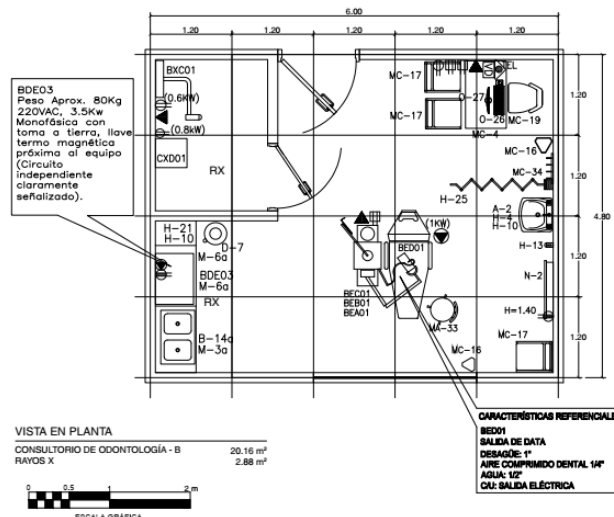 6.00
1.20 1.20 1.20 1.20 1.20
BXC01
(0.6KW)
(0.8kW)
CXD01
RX
BDE03
Peso Aprox. 80Kg
220VAC, 3.5Kw
Monofásica con
toma a tierra, llave
termo magnética
próxima al equipo
(Circuito
independiente
claramente
señalizado).
MC-17
TEL
O-27
MC-17
O-26
MC-19
MC-4
1.20
MC-16
MC-34
H-25
1.20
A-2
H-4
H-10
4.80
H-21
H-10
D-7
M-6a
BDE03
M-6a
RX
(1KW)
BED01
H-13
N-2
1.20
BEC01
BEB01
BEA01
H=1.40
MA-33
B-14a
M-3a
MC-16
MC-17
1.20
VISTA EN PLANTA
CONSULTORIO DE ODONTOLOGÍA - B 20.16 m²
RAYOS X 2.88 m²
0 0.5 1 2 m
ESCALA GRÁFICA
CARACTERÍSTICAS REFERENCIALE
BED01
SALIDA DE DATA
DESAGÜE: 1"
AIRE COMPRIMIDO DENTAL 1/4"
AGUA: 1/2"
C/U: SALIDA ELÉCTRICA